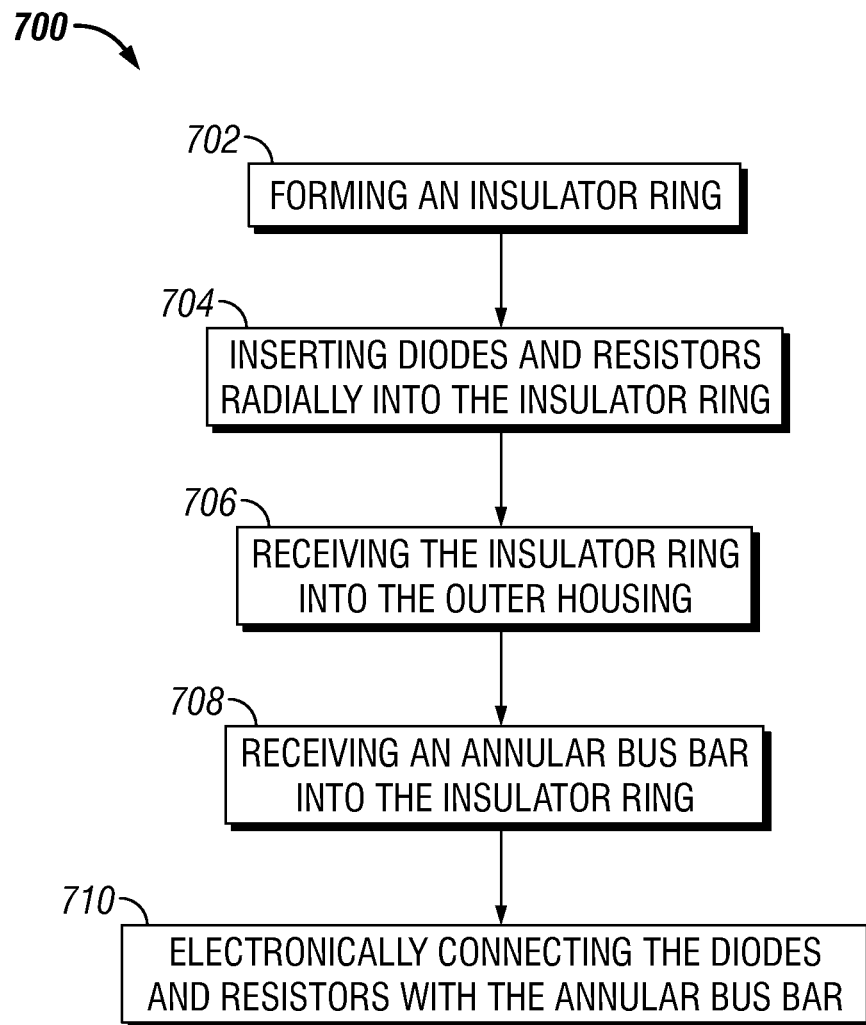 700
702
FORMING AN INSULATOR RING
704
INSERTING DIODES AND RESISTORS
RADIALLY INTO THE INSULATOR RING
706
RECEIVING THE INSULATOR RING
INTO THE OUTER HOUSING
708
RECEIVING AN ANNULAR BUS BAR
INTO THE INSULATOR RING
710
ELECTRONICALLY CONNECTING THE DIODES
AND RESISTORS WITH THE ANNULAR BUS BAR